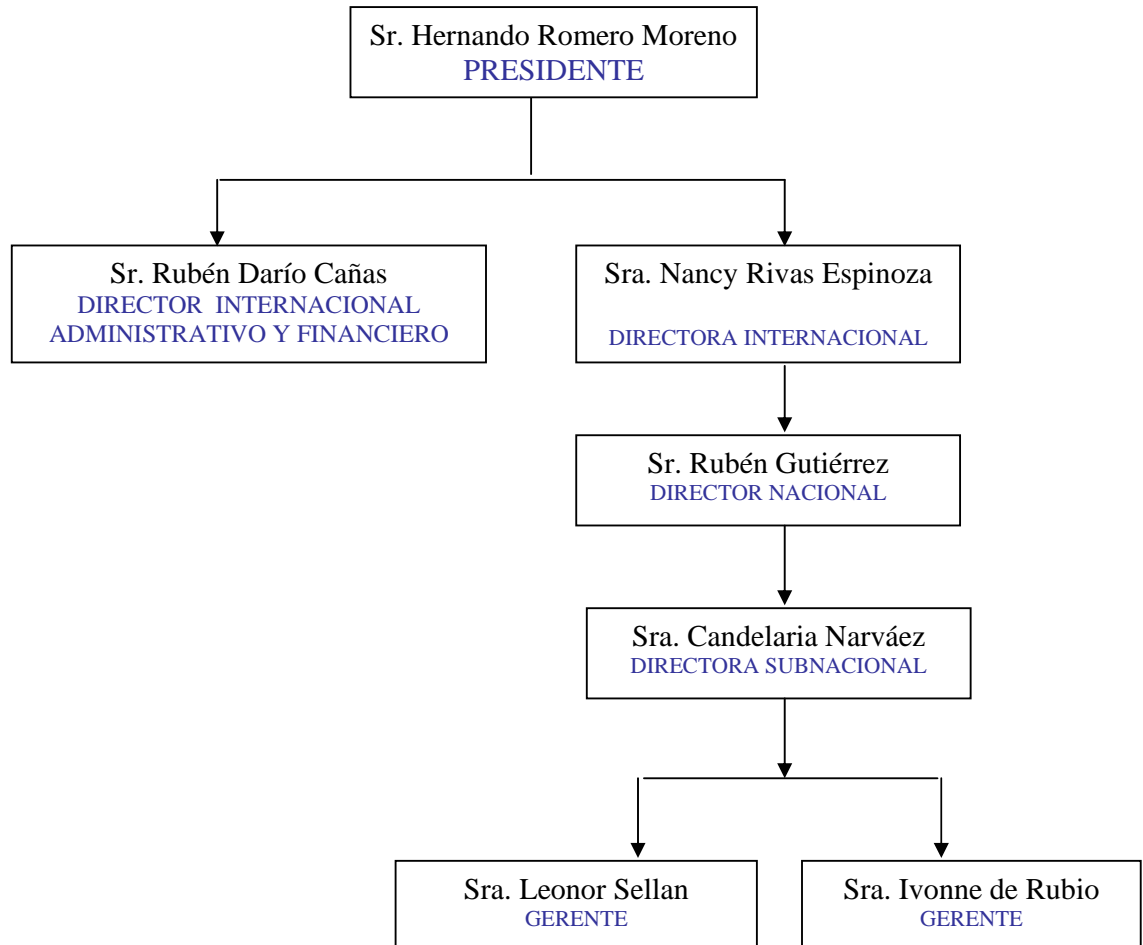 Sr. Hernando Romero Moreno
PRESIDENTE
Sr. Rubén Darío Cañas
DIRECTOR INTERNACIONAL
ADMINISTRATIVO Y FINANCIERO
Sra. Nancy Rivas Espinoza
DIRECTORA INTERNACIONAL
Sr. Rubén Gutiérrez
DIRECTOR NACIONAL
Sra. Candelaria Narváez
DIRECTORA SUBNACIONAL
Sra. Leonor Sellan
GERENTE
Sra. Ivonne de Rubio
GERENTE